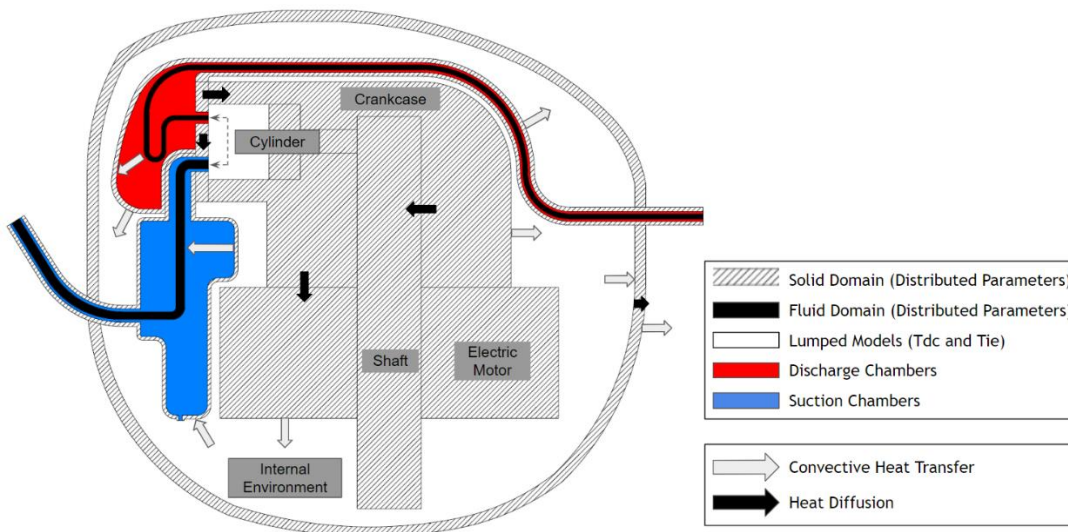 Crankcase
Cylinder
Shaft
Electric
Motor
Internal
Environment
Solid Domain (Distributed Parameters)
Fluid Domain (Distributed Parameters)
Lumped Models (Tdc and Tie)
Discharge Chambers
Suction Chambers
Convective Heat Transfer
Heat Diffusion